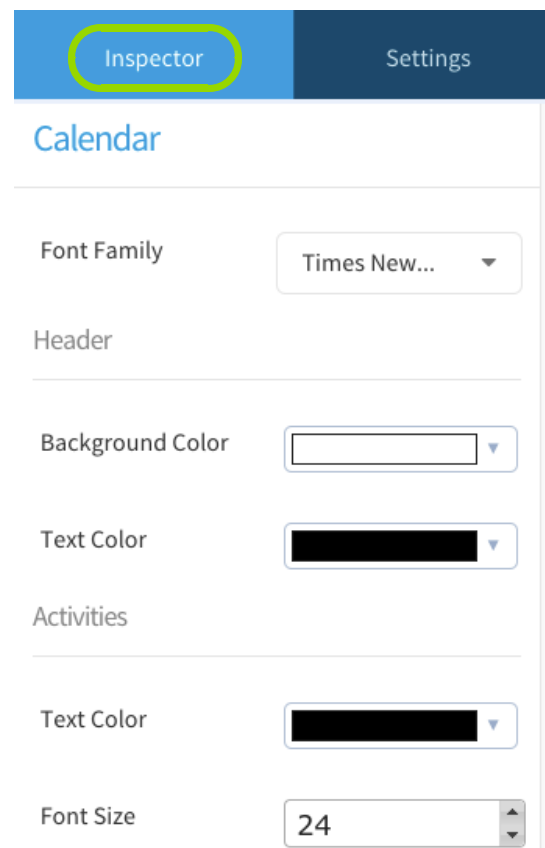 Inspector Settings
Calendar
Font Family Times New...
Header
Background Color
Text Color
Activities
Text Color
Font Size 24